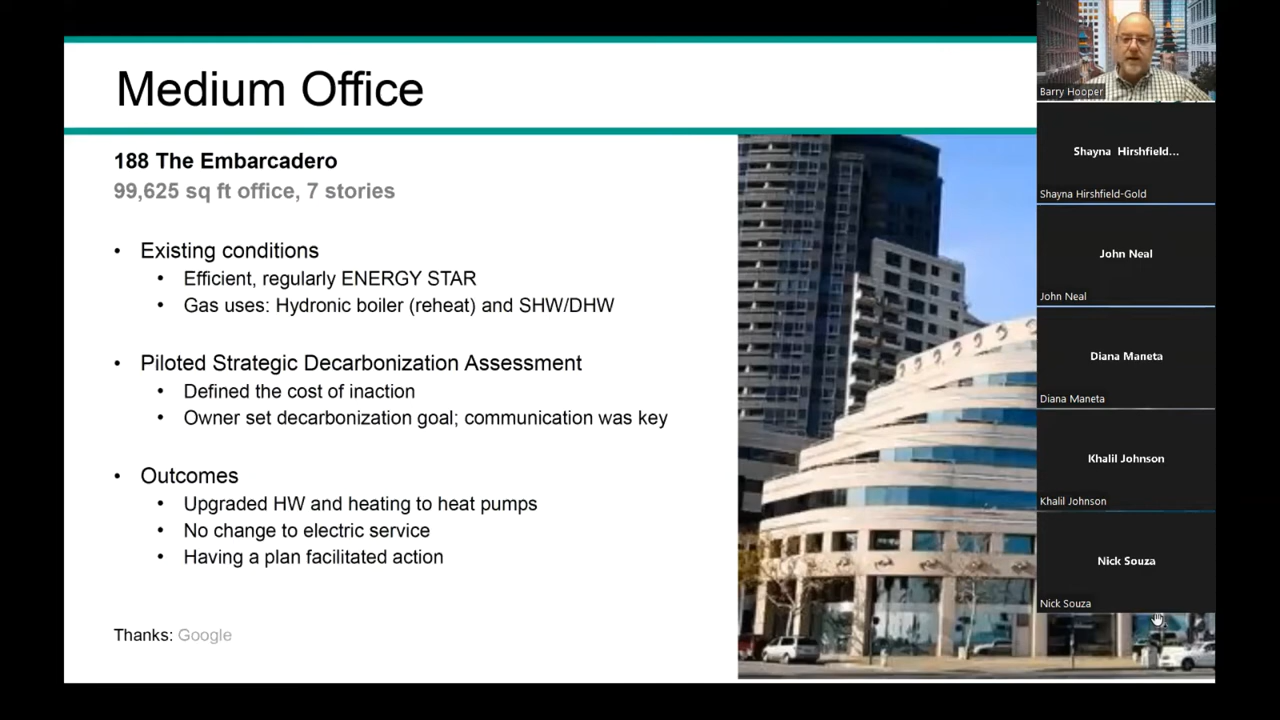 Medium Office
188 The Embarcadero
99,625 sq ft office, 7 stories
• Existing conditions
• Efficient, regularly ENERGY STAR
• Gas uses: Hydronic boiler (reheat) and SHW/DHW
• Piloted Strategic Decarbonization Assessment
• Defined the cost of inaction
• Owner set decarbonization goal; communication was key
• Outcomes
• Upgraded HW and heating to heat pumps
• No change to electric service
• Having a plan facilitated action
Thanks: Google
Barry Hooper
Shayna Hirshfield...
Shayna Hirshfield-Gold
John Neal
John Neal
Diana Maneta
Diana Maneta
Khalil Johnson
Khalil Johnson
Nick Souza
Nick Souza